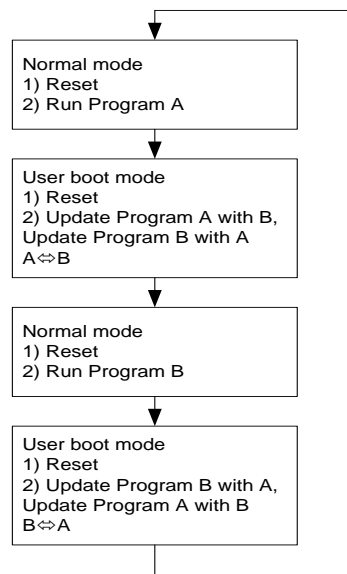 Normal mode
1) Reset
2) Run Program A
User boot mode
1) Reset
2) Update Program A with B,
Update Program B with A
A⇔B
Normal mode
1) Reset
2) Run Program B
User boot mode
1) Reset
2) Update Program B with A,
Update Program A with B
B⇔A